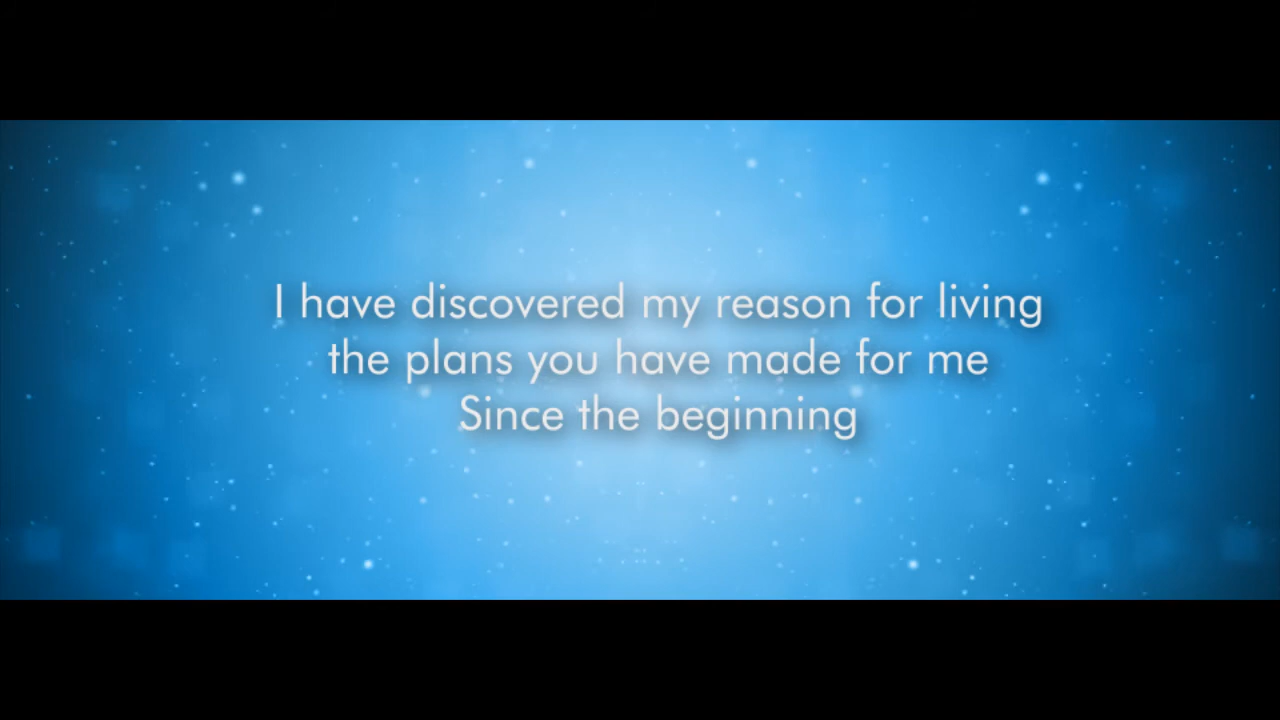 I have discovered my reason for living
the plans you have made for me
Since the beginning